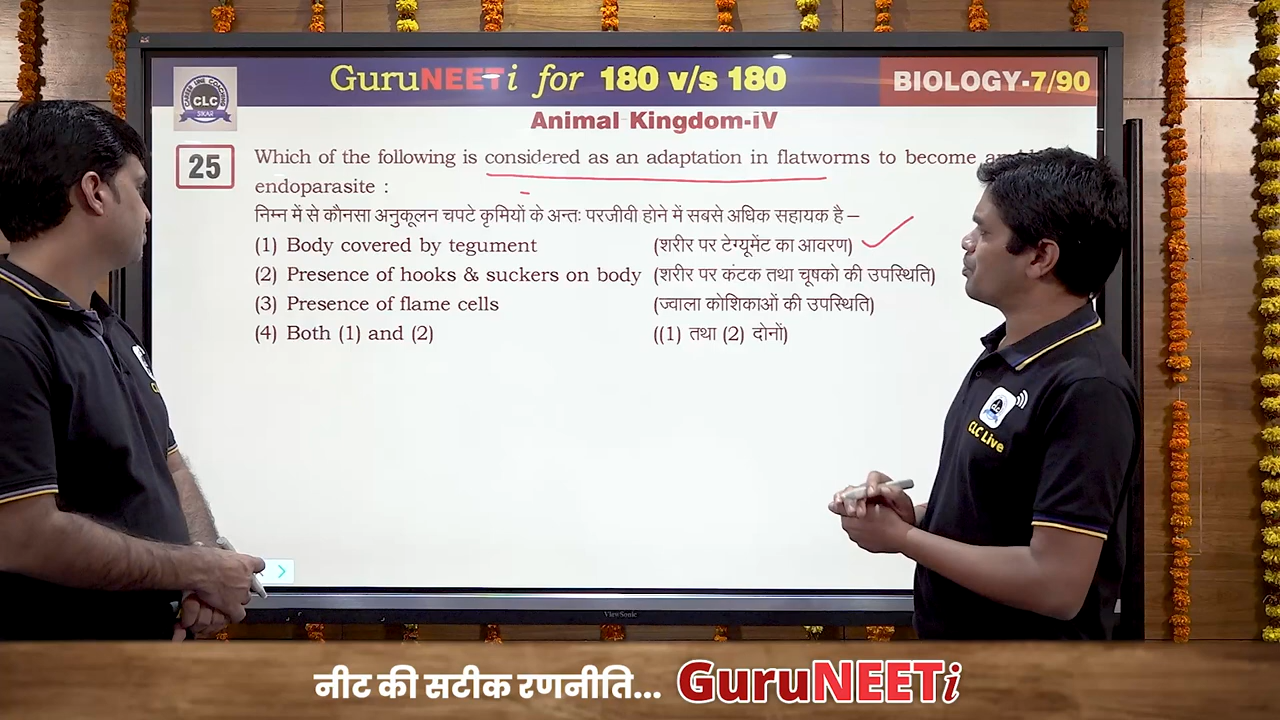 GuruNEETi for 180 v/s 180
BIOLOGY-7/90
CLC
SIKAR
Animal Kingdom-iV
25
Which of the following is considered as an adaptation in flatworms to become
endoparasite :
निम्न में से कौनसा अनुकूलन चपटे कृमियों के अन्तः परजीवी होने में सबसे अधिक सहायक है –
(1) Body covered by tegument (शरीर पर टेग्यूमेंट का आवरण)
(2) Presence of hooks & suckers on body (शरीर पर कंटक तथा चूषको की उपस्थिति)
(3) Presence of flame cells (ज्वाला कोशिकाओं की उपस्थिति)
(4) Both (1) and (2) ((1) तथा (2) दोनों)
CLC Live
ViewSonic
नीट की सटीक रणनीति... GuruNEETi